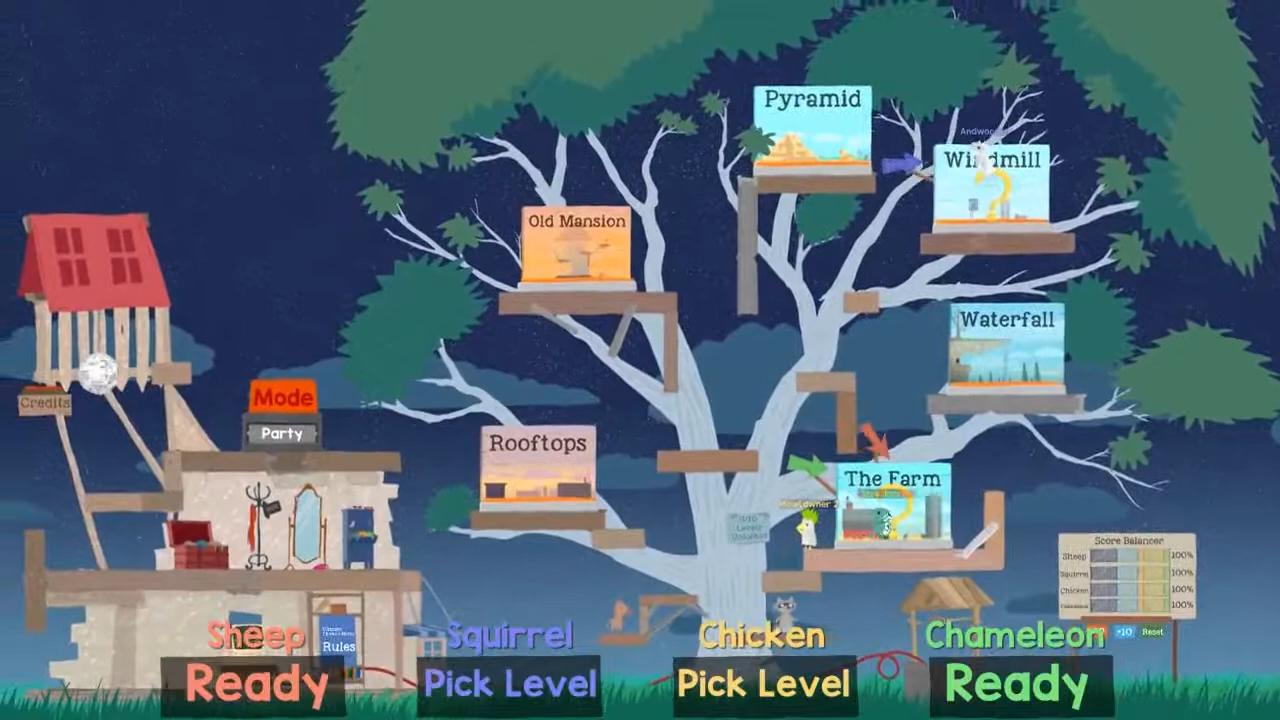 Pyramid
Windmill
Old Mansion
Waterfall
Credits
Mode
Party
Rooftops
The Farm
Score Balancer
Sheep 100%
Squirrel 100%
Chicken 100%
100%
+10 Reset
Rules
Sheep
Ready
Squirrel
Pick Level
Chicken
Pick Level
Chameleon
Ready